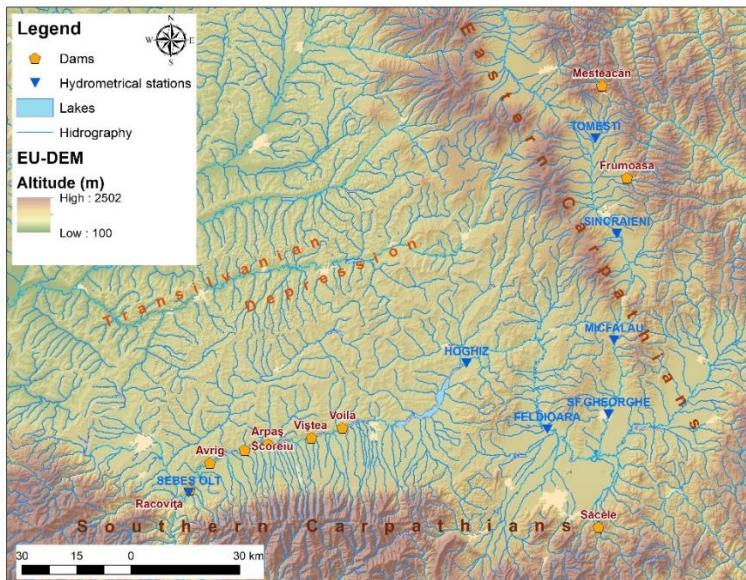 Legend
N
W E
S
Dams
Hydrometrical stations
Lakes
Hidrography
EU-DEM
Altitude (m)
High : 2502
Low : 100
Eastern Carpathians
Mesteacăn
TOMESTI
Frumoasa
SINCRAIENI
Transilvanian
Depression
MICFALAU
HOGHIZ
SF.GHEORGHE
FELDIOARA
Voila
Viștea
Arpaș
Scoreiu
Avrig
SEBEȘ OLT
Racovița
Săcele
Southern Carpathians
30 15 0 30 km